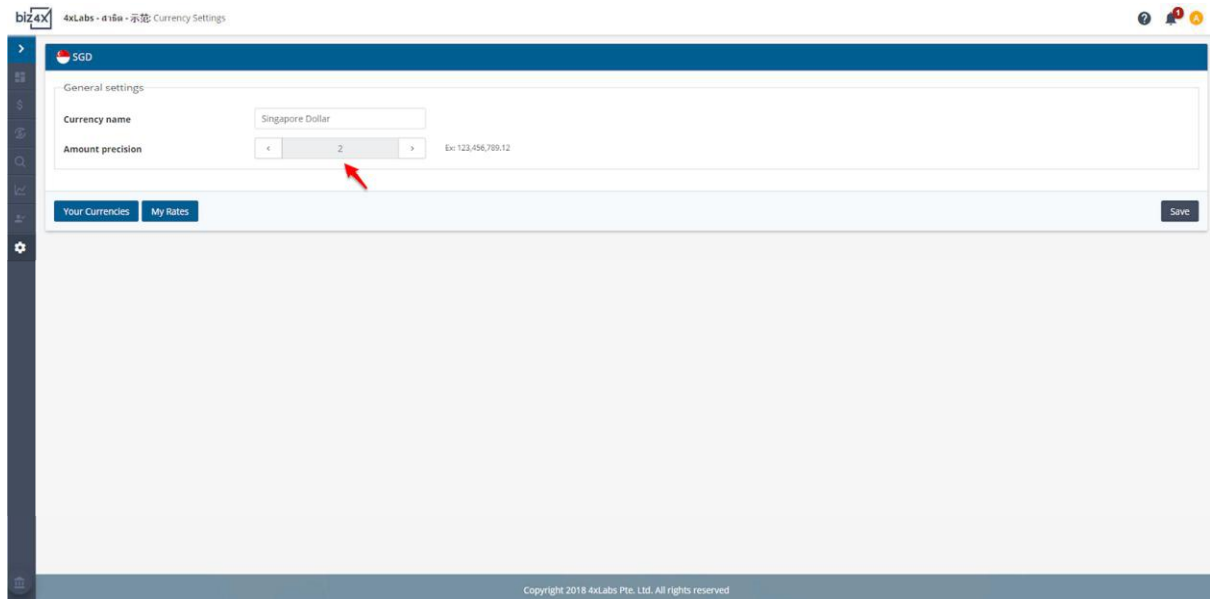 biz4x 4xLabs - สาธิต - 示范: Currency Settings
1
A
SGD
General settings
Currency name
Singapore Dollar
Amount precision
2
Ex: 123,456,789.12
Your Currencies
My Rates
Save
Copyright 2018 4xLabs Pte. Ltd. All rights reserved